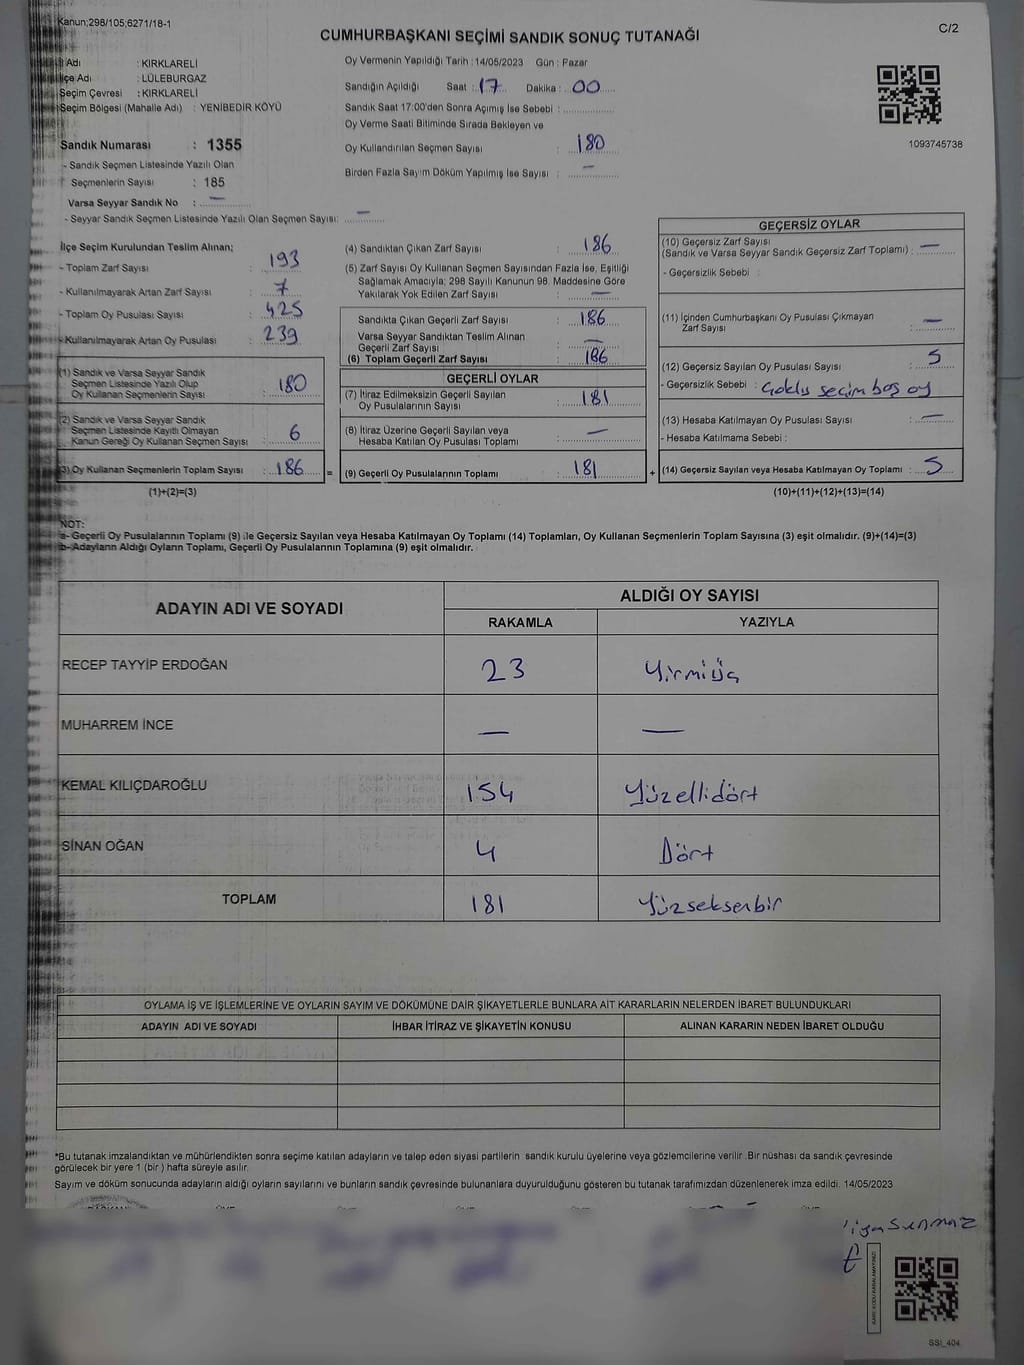 Kanun;298/105;6271/18-1
C/2
CUMHURBAŞKANI SEÇİMİ SANDIK SONUÇ TUTANAĞI
İl Adı : KIRKLARELİ
İlçe Adı : LÜLEBURGAZ
Seçim Çevresi : KIRKLARELİ
Seçim Bölgesi (Mahalle Adı) : YENİBEDİR KÖYÜ
Sandık Numarası : 1355
- Sandık Seçmen Listesinde Yazılı Olan
Seçmenlerin Sayısı : 185
Varsa Seyyar Sandık No : —
- Seyyar Sandık Seçmen Listesinde Yazılı Olan Seçmen Sayısı: —
Oy Vermenin Yapıldığı Tarih : 14/05/2023 Gün : Pazar
Sandığın Açıldığı Saat : 17 Dakika : 00
Sandık Saat 17:00'den Sonra Açımış İse Sebebi :
Oy Verme Saati Bitiminde Sırada Bekleyen ve
Oy Kullandırılan Seçmen Sayısı : 180
Birden Fazla Sayım Döküm Yapılmış İse Sayısı : —
1093745738
İlçe Seçim Kurulundan Teslim Alınan;
- Toplam Zarf Sayısı : 193
- Kullanılmayarak Artan Zarf Sayısı : 7
- Toplam Oy Pusulası Sayısı : 425
- Kullanılmayarak Artan Oy Pusulası : 239
(1) Sandık ve Varsa Seyyar Sandık
Seçmen Listesinde Yazılı Olup
Oy Kullanan Seçmenlerin Sayısı : 180
(2) Sandık ve Varsa Seyyar Sandık
Seçmen Listesinde Kayıtlı Olmayan
Kanun Gereği Oy Kullanan Seçmen Sayısı : 6
(3) Oy Kullanan Seçmenlerin Toplam Sayısı : 186 =
(1)+(2)=(3)
(4) Sandıktan Çıkan Zarf Sayısı : 186
(5) Zarf Sayısı Oy Kullanan Seçmen Sayısından Fazla İse, Eşitliği
Sağlamak Amacıyla; 298 Sayılı Kanunun 98. Maddesine Göre
Yakılarak Yok Edilen Zarf Sayısı : —
Sandıkta Çıkan Geçerli Zarf Sayısı : 186
Varsa Seyyar Sandıktan Teslim Alınan
Geçerli Zarf Sayısı : —
(6) Toplam Geçerli Zarf Sayısı : 186
GEÇERLİ OYLAR
(7) İtiraz Edilmeksizin Geçerli Sayılan
Oy Pusulalarının Sayısı : 181
(8) İtiraz Üzerine Geçerli Sayılan veya
Hesaba Katılan Oy Pusulası Toplamı : —
(9) Geçerli Oy Pusulalarının Toplamı : 181 +
GEÇERSİZ OYLAR
(10) Geçersiz Zarf Sayısı
(Sandık ve Varsa Seyyar Sandık Geçersiz Zarf Toplamı) : —
- Geçersizlik Sebebi :
(11) İçinden Cumhurbaşkanı Oy Pusulası Çıkmayan
Zarf Sayısı : —
(12) Geçersiz Sayılan Oy Pusulası Sayısı : 5
- Geçersizlik Sebebi : Çoklu seçim boş oy
(13) Hesaba Katılmayan Oy Pusulası Sayısı : —
- Hesaba Katılmama Sebebi :
(14) Geçersiz Sayılan veya Hesaba Katılmayan Oy Toplamı : 5
(10)+(11)+(12)+(13)=(14)
NOT:
a- Geçerli Oy Pusulalarının Toplamı (9) ile Geçersiz Sayılan veya Hesaba Katılmayan Oy Toplamı (14) Toplamları, Oy Kullanan Seçmenlerin Toplam Sayısına (3) eşit olmalıdır. (9)+(14)=(3)
b- Adayların Aldığı Oyların Toplamı, Geçerli Oy Pusulalarının Toplamına (9) eşit olmalıdır.
ADAYIN ADI VE SOYADI
ALDIĞI OY SAYISI
RAKAMLA YAZIYLA
RECEP TAYYİP ERDOĞAN 23 Yirmiüç
MUHARREM İNCE — —
KEMAL KILIÇDAROĞLU 154 Yüzellidört
SİNAN OĞAN 4 Dört
TOPLAM 181 Yüzseksenbir
OYLAMA İŞ VE İŞLEMLERİNE VE OYLARIN SAYIM VE DÖKÜMÜNE DAİR ŞİKAYETLERLE BUNLARA AİT KARARLARIN NELERDEN İBARET BULUNDUKLARI
ADAYIN ADI VE SOYADI İHBAR İTİRAZ VE ŞİKAYETİN KONUSU ALINAN KARARIN NEDEN İBARET OLDUĞU
*Bu tutanak imzalandıktan ve mühürlendikten sonra seçime katılan adayların ve talep eden siyasi partilerin sandık kurulu üyelerine veya gözlemcilerine verilir. Bir nüshası da sandık çevresinde
görülecek bir yere 1 (bir ) hafta süreyle asılır.
Sayım ve döküm sonucunda adayların aldığı oyların sayılarını ve bunların sandık çevresinde bulunanlara duyurulduğunu gösteren bu tutanak tarafımızdan düzenlenerek imza edildi. 14/05/2023
SSI_404